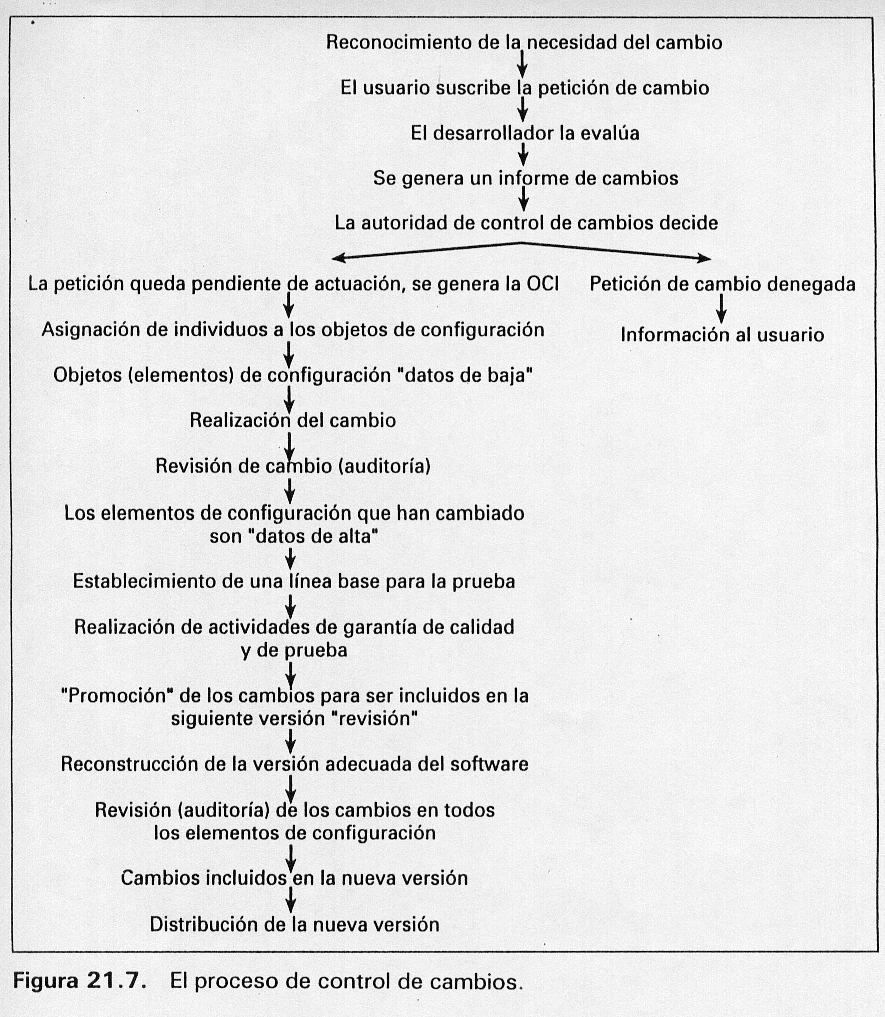 Reconocimiento de la necesidad del cambio
El usuario suscribe la petición de cambio
El desarrollador la evalúa
Se genera un informe de cambios
La autoridad de control de cambios decide
La petición queda pendiente de actuación, se genera la OCI
Petición de cambio denegada
Asignación de individuos a los objetos de configuración
Información al usuario
Objetos (elementos) de configuración "datos de baja"
Realización del cambio
Revisión de cambio (auditoría)
Los elementos de configuración que han cambiado
son "datos de alta"
Establecimiento de una línea base para la prueba
Realización de actividades de garantía de calidad
y de prueba
"Promoción" de los cambios para ser incluidos en la
siguiente versión "revisión"
Reconstrucción de la versión adecuada del software
Revisión (auditoría) de los cambios en todos
los elementos de configuración
Cambios incluidos en la nueva versión
Distribución de la nueva versión
Figura 21.7. El proceso de control de cambios.